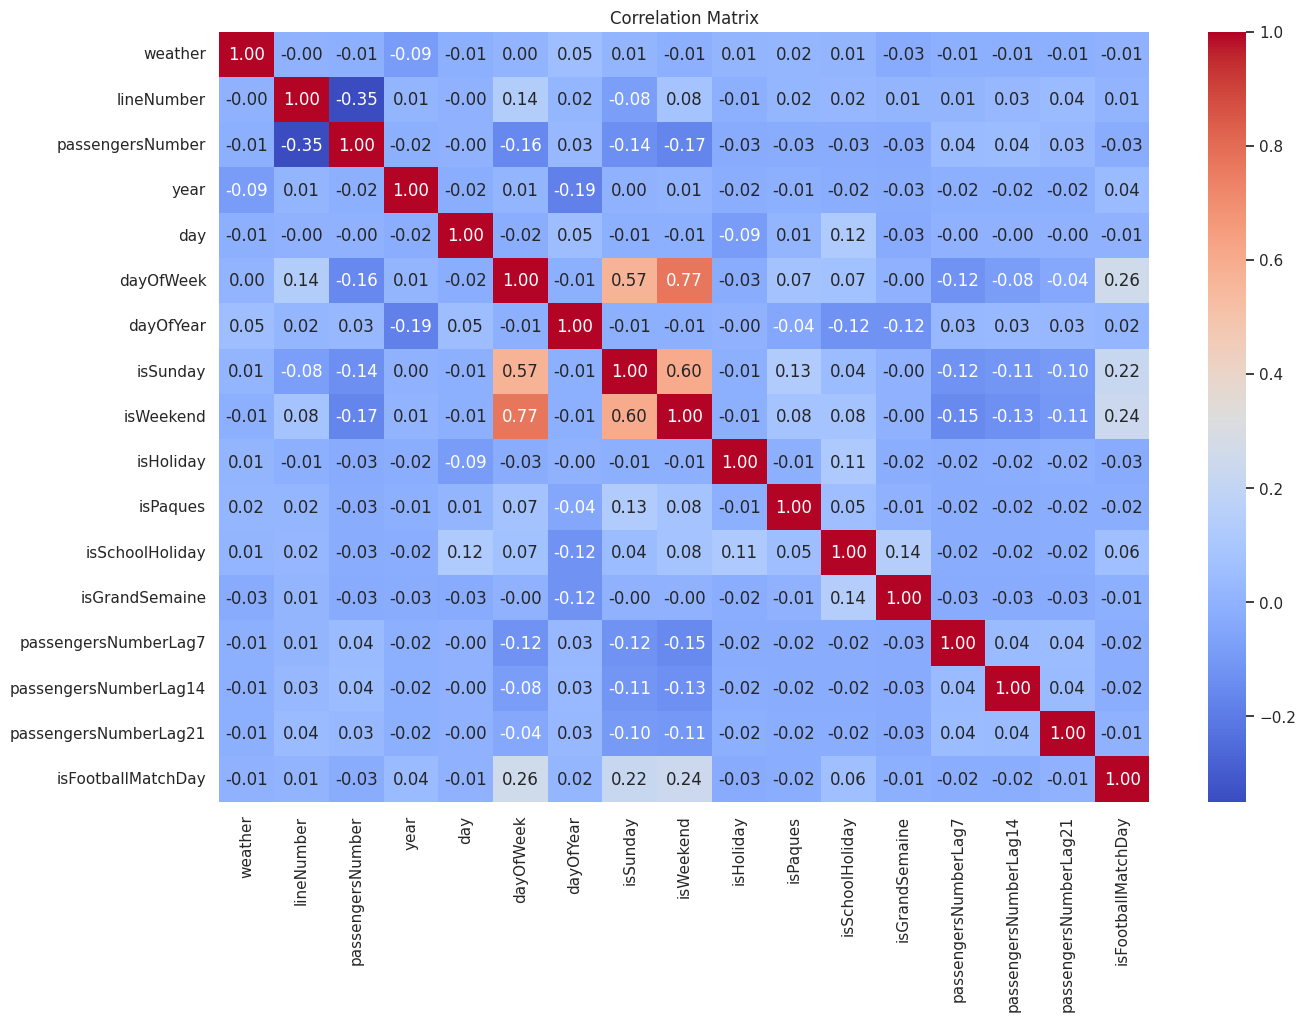 Correlation Matrix
weather 1.00 -0.00 -0.01 -0.09 -0.01 0.00 0.05 0.01 -0.01 0.01 0.02 0.01 -0.03 -0.01 -0.01 -0.01 -0.01
lineNumber -0.00 1.00 -0.35 0.01 -0.00 0.14 0.02 -0.08 0.08 -0.01 0.02 0.02 0.01 0.01 0.03 0.04 0.01
passengersNumber -0.01 -0.35 1.00 -0.02 -0.00 -0.16 0.03 -0.14 -0.17 -0.03 -0.03 -0.03 -0.03 0.04 0.04 0.03 -0.03
year -0.09 0.01 -0.02 1.00 -0.02 0.01 -0.19 0.00 0.01 -0.02 -0.01 -0.02 -0.03 -0.02 -0.02 -0.02 0.04
day -0.01 -0.00 -0.00 -0.02 1.00 -0.02 0.05 -0.01 -0.01 -0.09 0.01 0.12 -0.03 -0.00 -0.00 -0.00 -0.01
dayOfWeek 0.00 0.14 -0.16 0.01 -0.02 1.00 -0.01 0.57 0.77 -0.03 0.07 0.07 -0.00 -0.12 -0.08 -0.04 0.26
dayOfYear 0.05 0.02 0.03 -0.19 0.05 -0.01 1.00 -0.01 -0.01 -0.00 -0.04 -0.12 -0.12 0.03 0.03 0.03 0.02
isSunday 0.01 -0.08 -0.14 0.00 -0.01 0.57 -0.01 1.00 0.60 -0.01 0.13 0.04 -0.00 -0.12 -0.11 -0.10 0.22
isWeekend -0.01 0.08 -0.17 0.01 -0.01 0.77 -0.01 0.60 1.00 -0.01 0.08 0.08 -0.00 -0.15 -0.13 -0.11 0.24
isHoliday 0.01 -0.01 -0.03 -0.02 -0.09 -0.03 -0.00 -0.01 -0.01 1.00 -0.01 0.11 -0.02 -0.02 -0.02 -0.02 -0.03
isPaques 0.02 0.02 -0.03 -0.01 0.01 0.07 -0.04 0.13 0.08 -0.01 1.00 0.05 -0.01 -0.02 -0.02 -0.02 -0.02
isSchoolHoliday 0.01 0.02 -0.03 -0.02 0.12 0.07 -0.12 0.04 0.08 0.11 0.05 1.00 0.14 -0.02 -0.02 -0.02 0.06
isGrandSemaine -0.03 0.01 -0.03 -0.03 -0.03 -0.00 -0.12 -0.00 -0.00 -0.02 -0.01 0.14 1.00 -0.03 -0.03 -0.03 -0.01
passengersNumberLag7 -0.01 0.01 0.04 -0.02 -0.00 -0.12 0.03 -0.12 -0.15 -0.02 -0.02 -0.02 -0.03 1.00 0.04 0.04 -0.02
passengersNumberLag14 -0.01 0.03 0.04 -0.02 -0.00 -0.08 0.03 -0.11 -0.13 -0.02 -0.02 -0.02 -0.03 0.04 1.00 0.04 -0.02
passengersNumberLag21 -0.01 0.04 0.03 -0.02 -0.00 -0.04 0.03 -0.10 -0.11 -0.02 -0.02 -0.02 -0.03 0.04 0.04 1.00 -0.01
isFootballMatchDay -0.01 0.01 -0.03 0.04 -0.01 0.26 0.02 0.22 0.24 -0.03 -0.02 0.06 -0.01 -0.02 -0.02 -0.01 1.00
weather
lineNumber
passengersNumber
year
day
dayOfWeek
dayOfYear
isSunday
isWeekend
isHoliday
isPaques
isSchoolHoliday
isGrandSemaine
passengersNumberLag7
passengersNumberLag14
passengersNumberLag21
isFootballMatchDay
1.0
0.8
0.6
0.4
0.2
0.0
−0.2